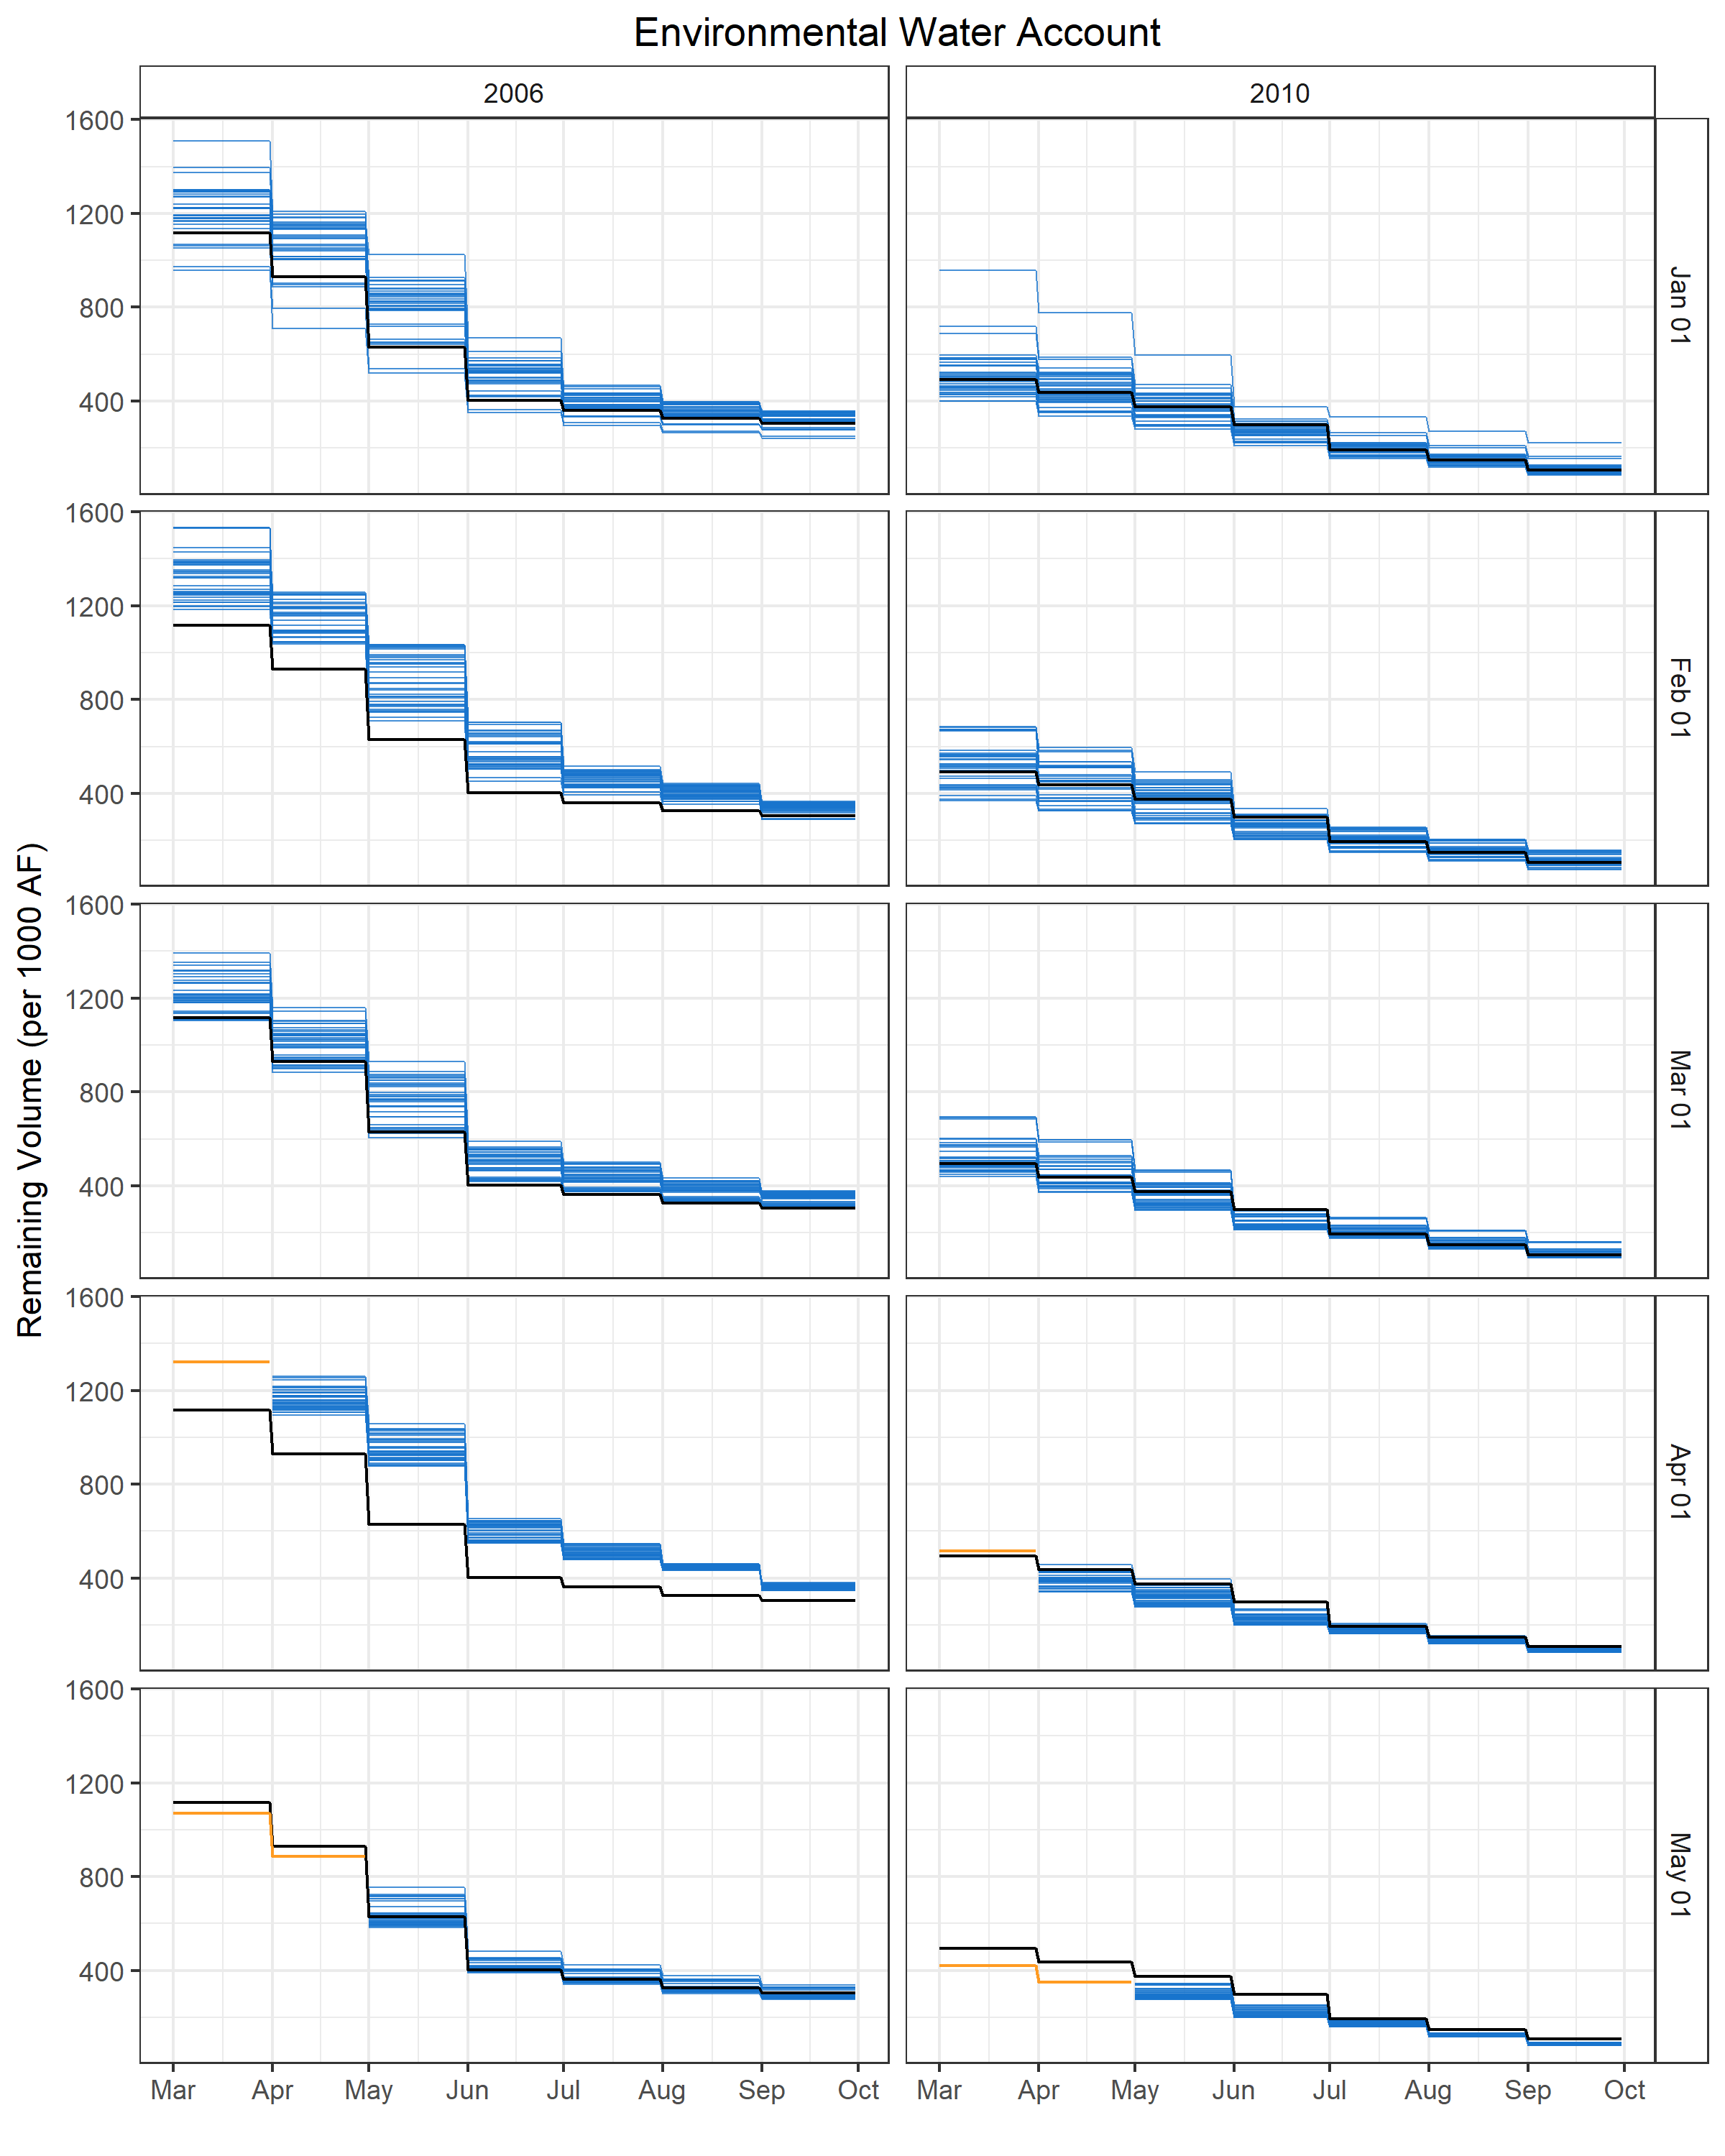 Environmental Water Account
2006 2010
Remaining Volume (per 1000 AF)
1600
1200
800
400
Jan 01
1600
1200
800
400
Feb 01
1600
1200
800
400
Mar 01
1600
1200
800
400
Apr 01
1600
1200
800
400
May 01
Mar Apr May Jun Jul Aug Sep Oct Mar Apr May Jun Jul Aug Sep Oct